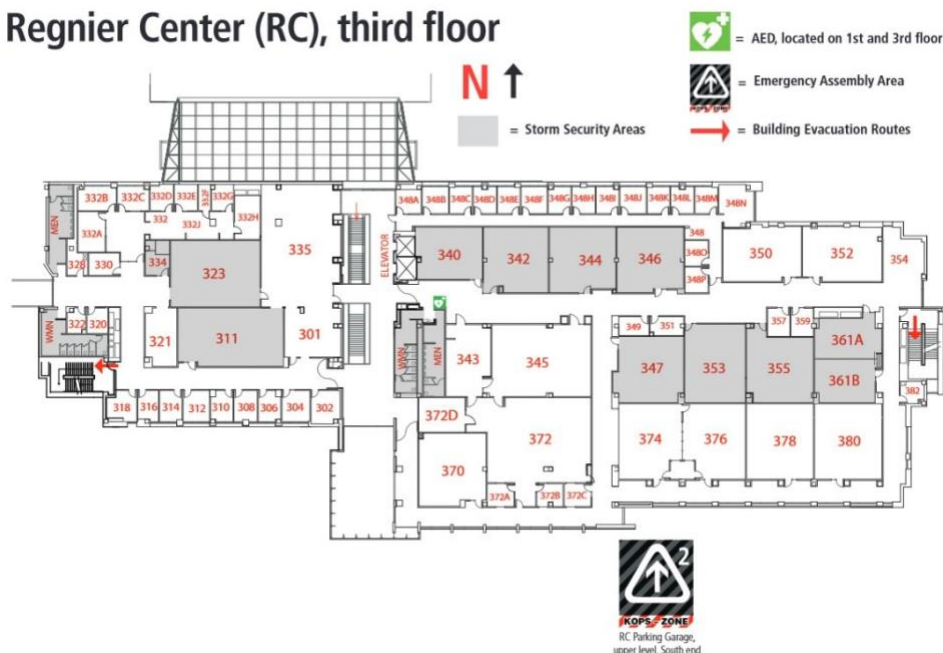 Regnier Center (RC), third floor
N
= AED, located on 1st and 3rd floor
= Emergency Assembly Area
= Storm Security Areas
= Building Evacuation Routes
332B 332C 332D 332E 332F 332G
348A 348B 348C 348D 348E 348F 348G 348H 348I 348J 348K 348L 348M 348N
MEN 332A 332 332J 332H
335
ELEVATOR
340 342 344 346
348
348O
348P
350 352 354
328 330 334 323
WMN 322 320 321 311 301
WMN MEN 343 345
349 351 357 359
347 353 355 361A
361B
382
318 316 314 312 310 308 306 304 302
372D 372
370
372A 372B 372C
374 376 378 380
2
KOPS - ZONE
RC Parking Garage,
upper level, South end